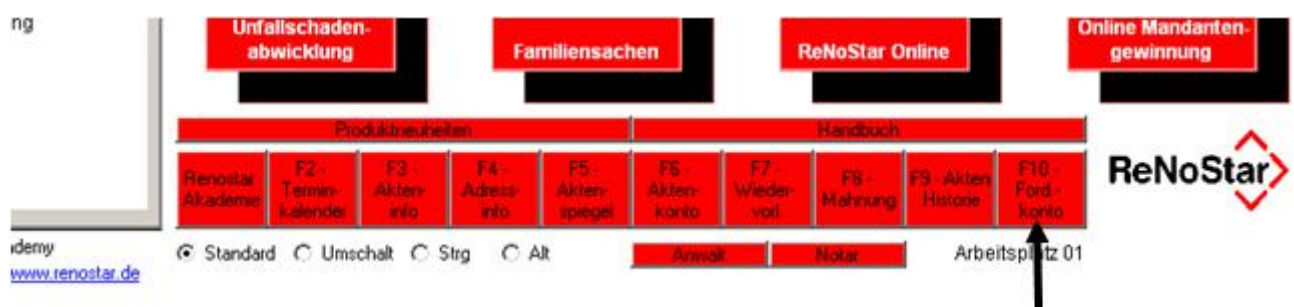 ng
Unfallschaden-
abwicklung
Familiensachen
ReNoStar Online
Online Mandanten-
gewinnung
Produktneuheiten
Handbuch
Renostar
Akademie
F2 -
Termin-
kalender
F3 -
Akten-
info
F4 -
Adress-
info
F5 -
Akten-
spiegel
F6 -
Akten-
konto
F7 -
Wieder-
vorl.
F8 -
Mahnung
F9 - Akten
Historie
F10 -
Ford.-
konto
ReNoStar
Standard
Umschalt
Strg
Alt
Anwalt
Notar
Arbeitsplatz 01
ademy
www.renostar.de